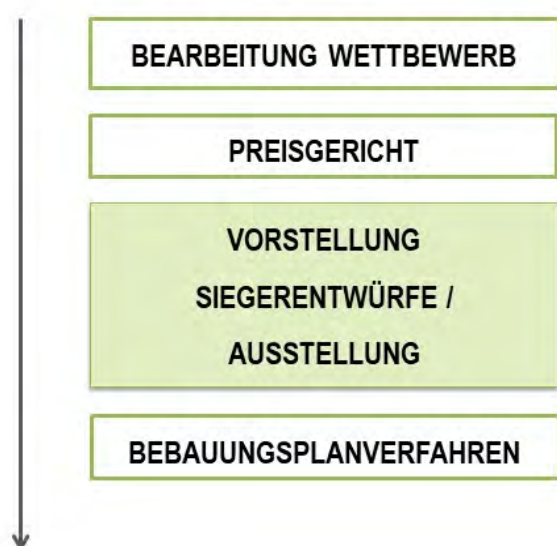 BEARBEITUNG WETTBEWERB
PREISGERICHT
VORSTELLUNG
SIEGERENTWÜRFE /
AUSSTELLUNG
BEBAUUNGSPLANVERFAHREN